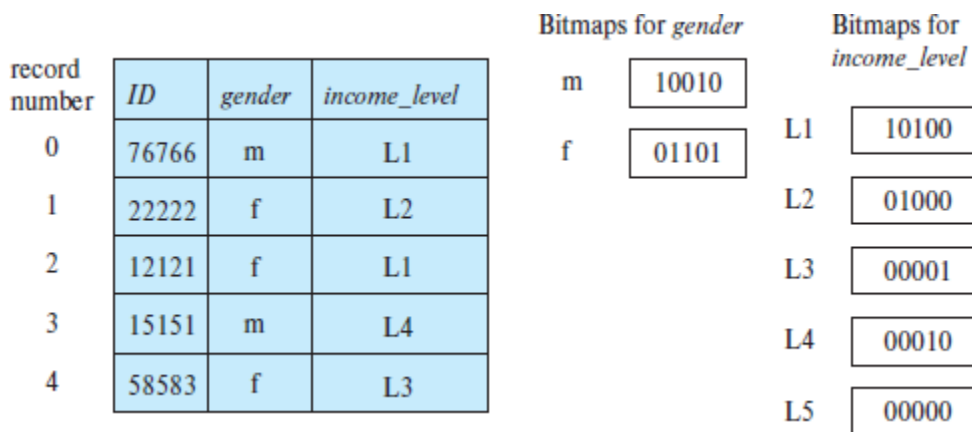 Bitmaps for gender
m 10010
f 01101
Bitmaps for
income_level
L1 10100
L2 01000
L3 00001
L4 00010
L5 00000
record
number ID gender income_level
0 76766 m L1
1 22222 f L2
2 12121 f L1
3 15151 m L4
4 58583 f L3